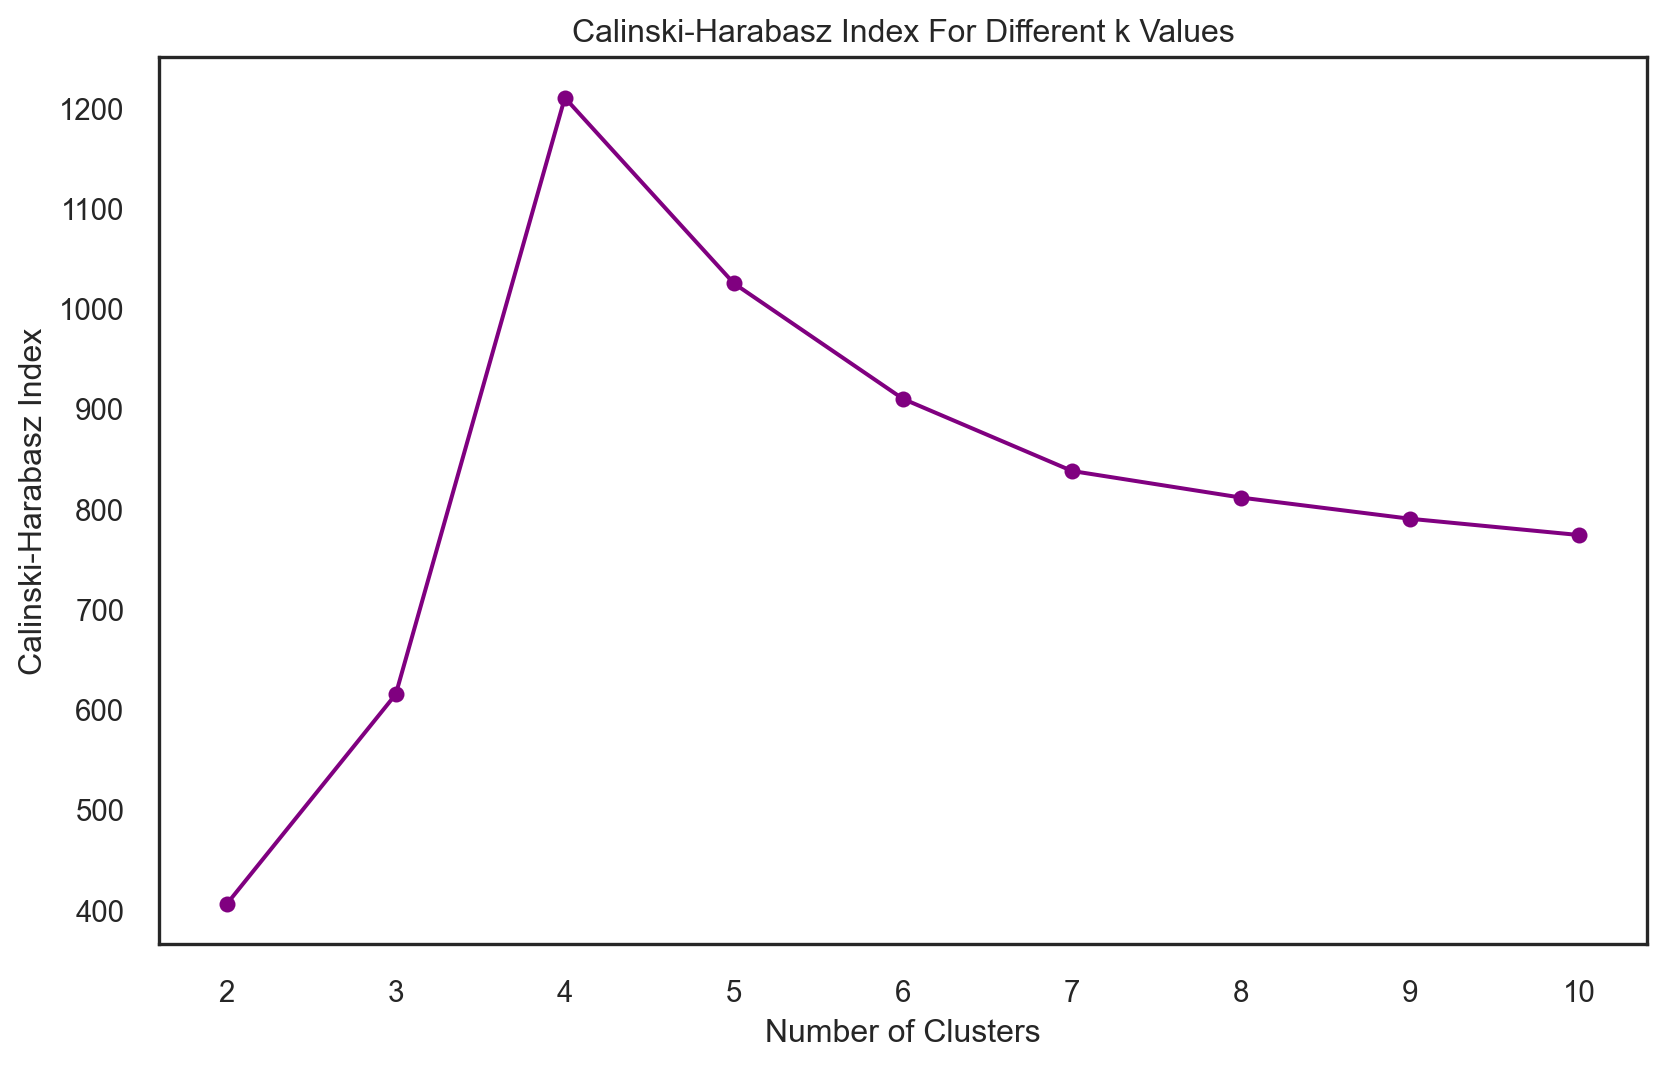 Calinski-Harabasz Index For Different k Values
Calinski-Harabasz Index
1200
1100
1000
900
800
700
600
500
400
2 3 4 5 6 7 8 9 10
Number of Clusters